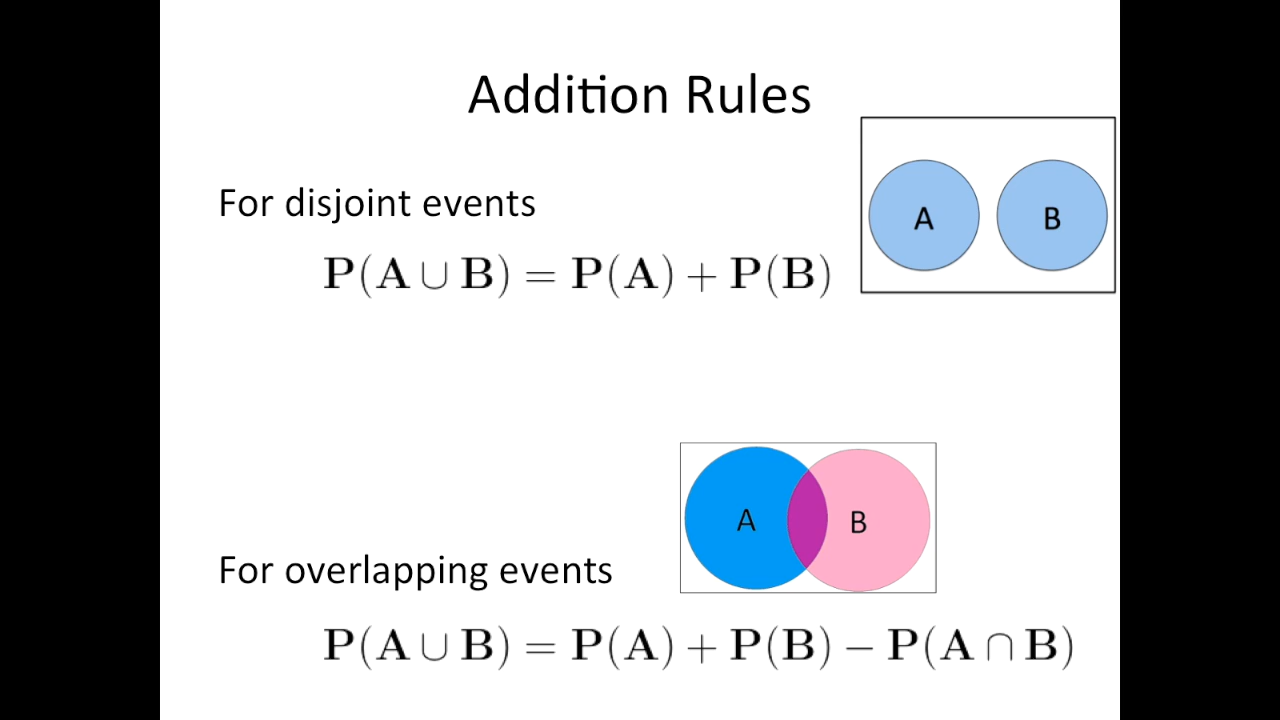 Addition Rules
For disjoint events
A B
P(A ∪ B) = P(A) + P(B)
A B
For overlapping events
P(A ∪ B) = P(A) + P(B) − P(A ∩ B)